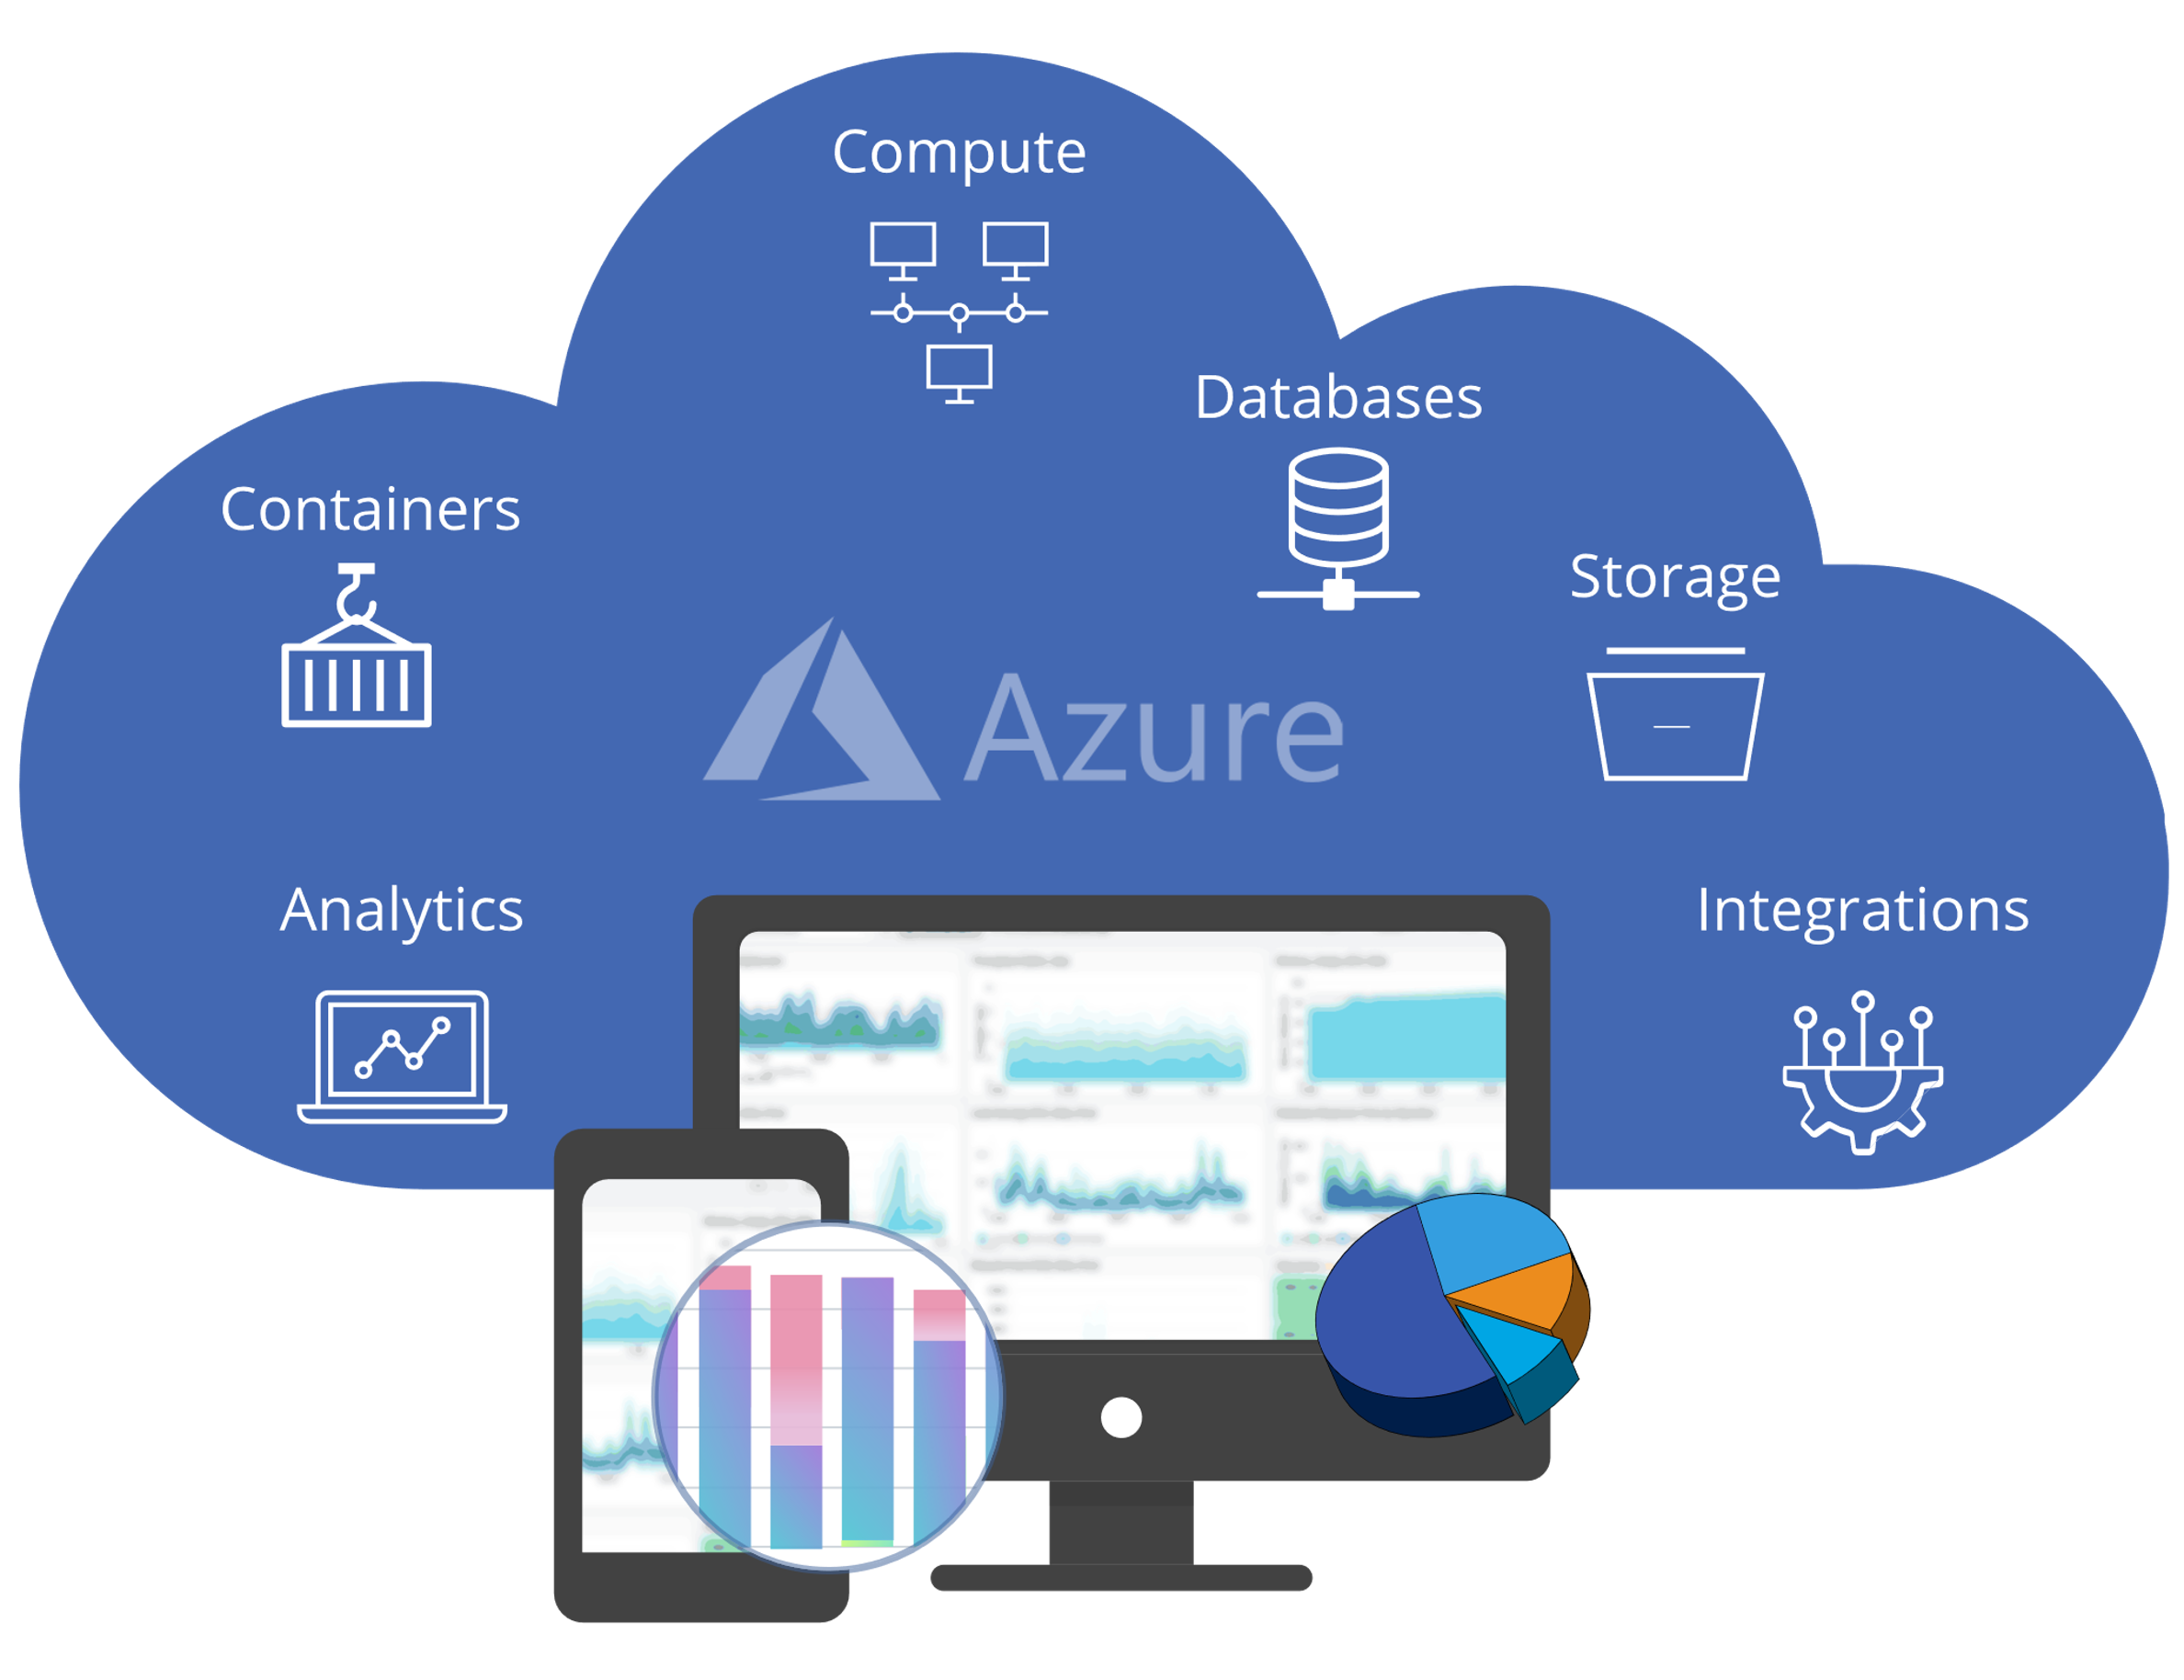 Compute
Databases
Containers
Storage
Azure
Analytics
Integrations